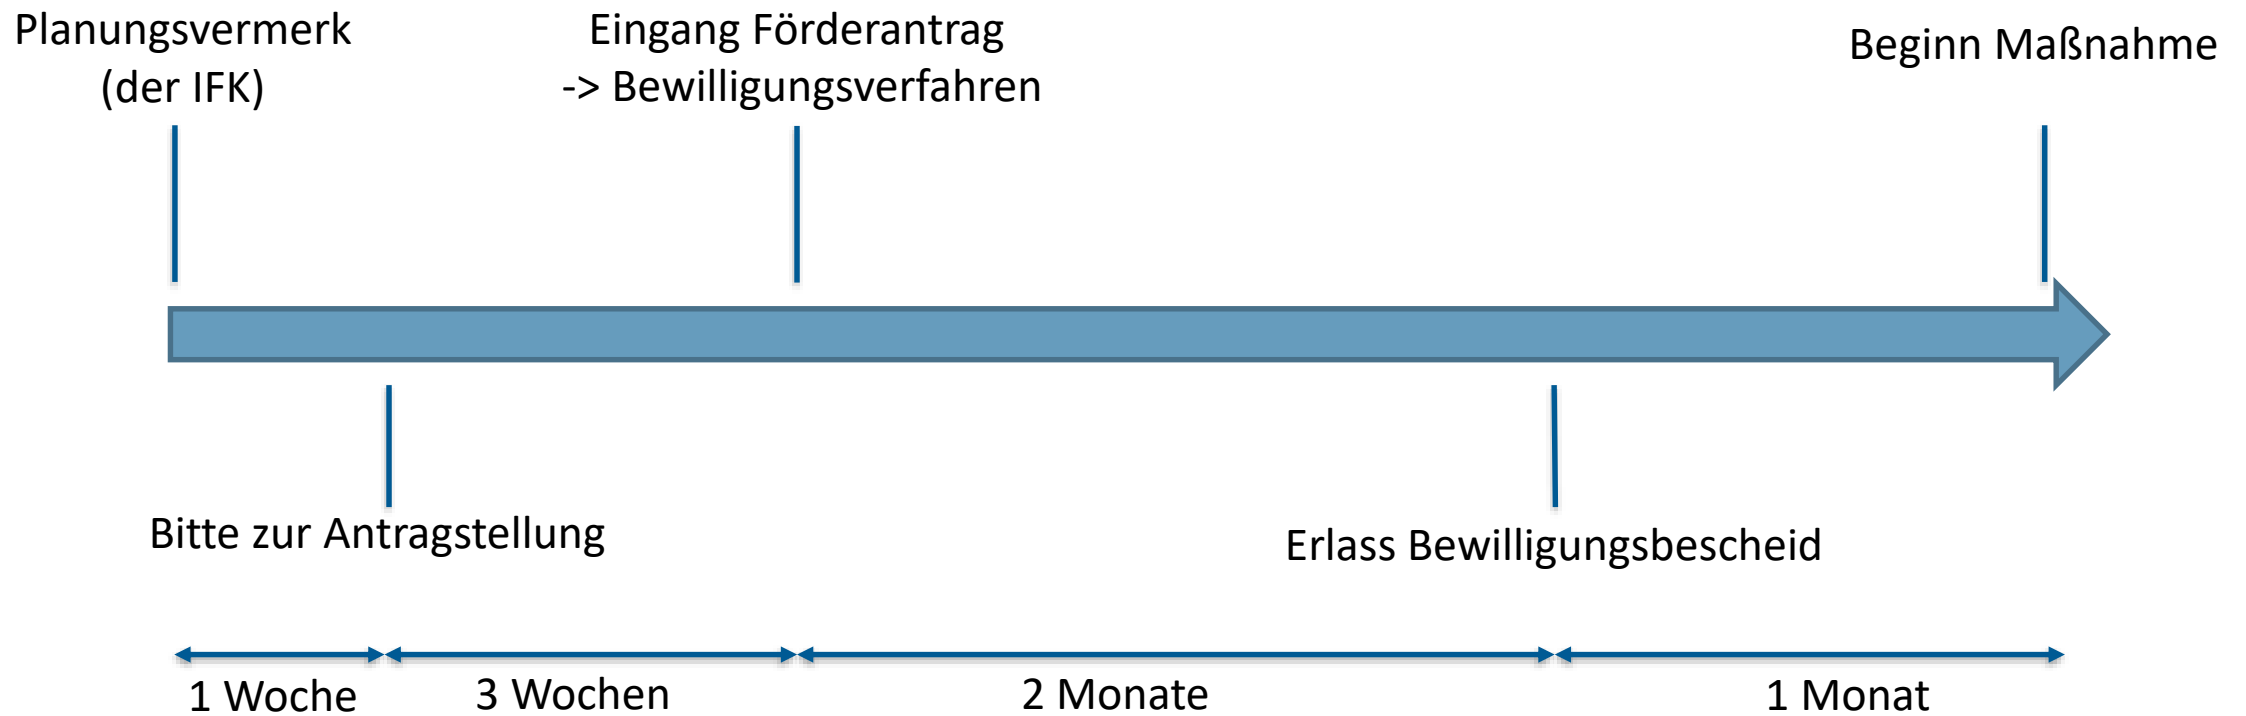 Planungsvermerk
(der IFK)
Eingang Förderantrag
-> Bewilligungsverfahren
Beginn Maßnahme
Bitte zur Antragstellung
Erlass Bewilligungsbescheid
1 Woche
3 Wochen
2 Monate
1 Monat